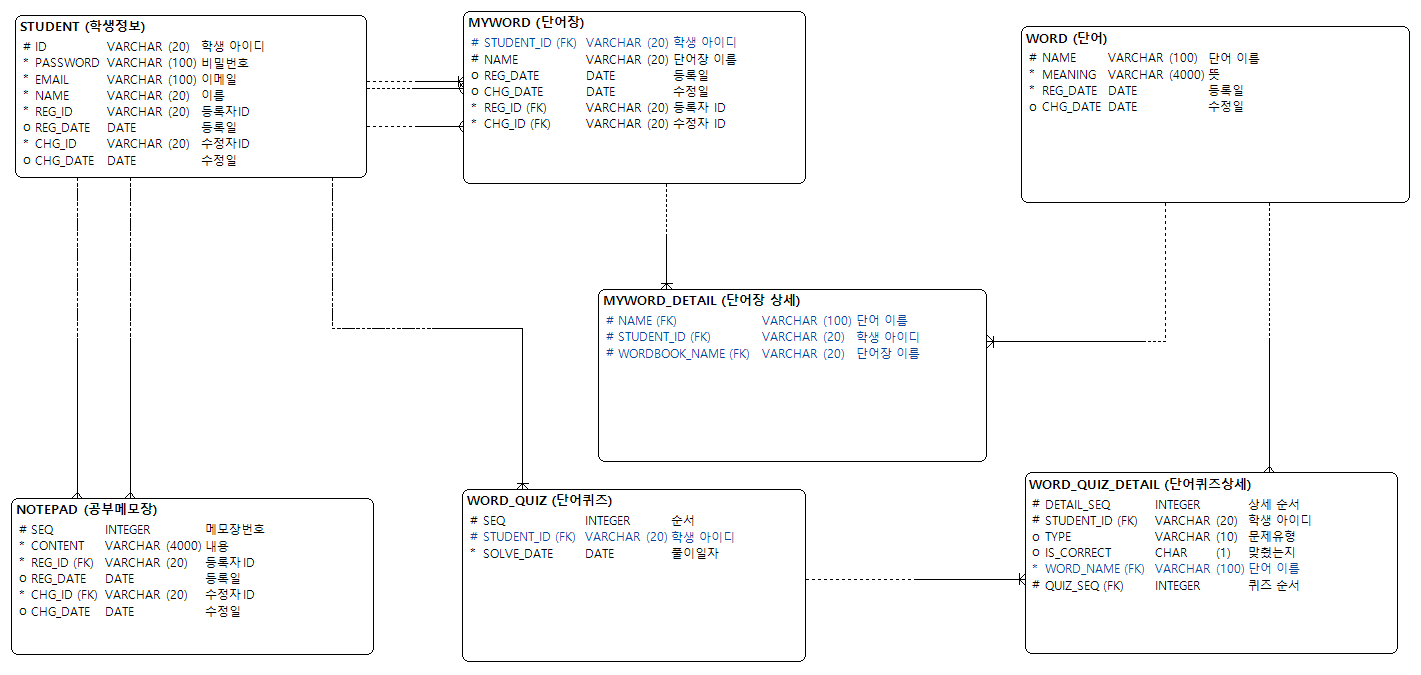 STUDENT (학생정보)
# ID VARCHAR (20) 학생 아이디
* PASSWORD VARCHAR (100) 비밀번호
* EMAIL VARCHAR (100) 이메일
* NAME VARCHAR (20) 이름
* REG_ID VARCHAR (20) 등록자ID
o REG_DATE DATE 등록일
* CHG_ID VARCHAR (20) 수정자ID
o CHG_DATE DATE 수정일
MYWORD (단어장)
# STUDENT_ID (FK) VARCHAR (20) 학생 아이디
# NAME VARCHAR (20) 단어장 이름
o REG_DATE DATE 등록일
o CHG_DATE DATE 수정일
* REG_ID (FK) VARCHAR (20) 등록자 ID
* CHG_ID (FK) VARCHAR (20) 수정자 ID
WORD (단어)
# NAME VARCHAR (100) 단어 이름
* MEANING VARCHAR (4000) 뜻
* REG_DATE DATE 등록일
o CHG_DATE DATE 수정일
MYWORD_DETAIL (단어장 상세)
# NAME (FK) VARCHAR (100) 단어 이름
# STUDENT_ID (FK) VARCHAR (20) 학생 아이디
# WORDBOOK_NAME (FK) VARCHAR (20) 단어장 이름
NOTEPAD (공부메모장)
# SEQ INTEGER 메모장번호
* CONTENT VARCHAR (4000) 내용
* REG_ID (FK) VARCHAR (20) 등록자ID
o REG_DATE DATE 등록일
* CHG_ID (FK) VARCHAR (20) 수정자ID
o CHG_DATE DATE 수정일
WORD_QUIZ (단어퀴즈)
# SEQ INTEGER 순서
# STUDENT_ID (FK) VARCHAR (20) 학생 아이디
* SOLVE_DATE DATE 풀이일자
WORD_QUIZ_DETAIL (단어퀴즈상세)
# DETAIL_SEQ INTEGER 상세 순서
# STUDENT_ID (FK) VARCHAR (20) 학생 아이디
o TYPE VARCHAR (10) 문제유형
o IS_CORRECT CHAR (1) 맞췄는지
* WORD_NAME (FK) VARCHAR (100) 단어 이름
# QUIZ_SEQ (FK) INTEGER 퀴즈 순서